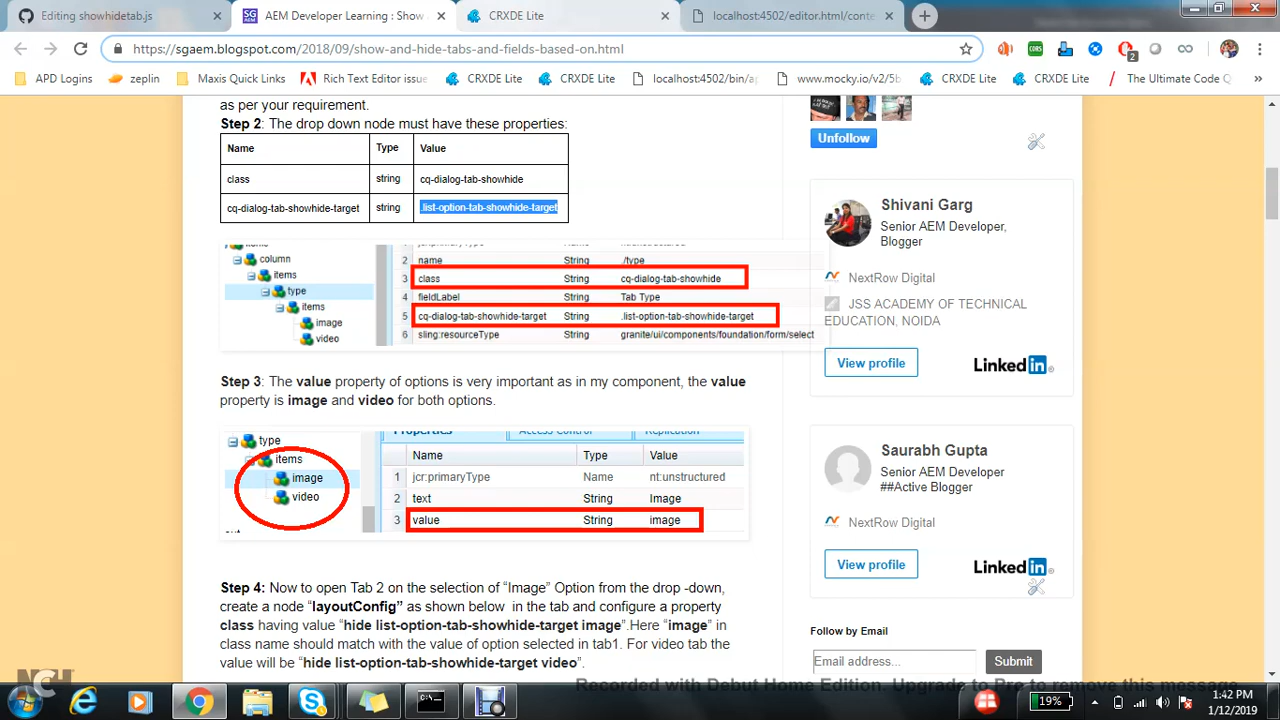 Editing showhidetab.js
AEM Developer Learning : Show
CRXDE Lite
localhost:4502/editor.html/conte
https://sgaem.blogspot.com/2018/09/show-and-hide-tabs-and-fields-based-on.html
2
APD Logins
zeplin
Maxis Quick Links
Rich Text Editor issue
CRXDE Lite
CRXDE Lite
localhost:4502/bin/ap
www.mocky.io/v2/5b
CRXDE Lite
CRXDE Lite
The Ultimate Code Q
as per your requirement.
Step 2: The drop down node must have these properties:
Name Type Value
class string cq-dialog-tab-showhide
cq-dialog-tab-showhide-target string .list-option-tab-showhide-target
items
column
items
type
items
image
video
2 name String ./type
3 class String cq-dialog-tab-showhide
4 fieldLabel String Tab Type
5 cq-dialog-tab-showhide-target String .list-option-tab-showhide-target
6 sling:resourceType String granite/ui/components/foundation/form/select
Step 3: The value property of options is very important as in my component, the value
property is image and video for both options.
type
items
image
video
Properties Access Control Replication
Name Type Value
1 jcr:primaryType Name nt:unstructured
2 text String Image
3 value String image
Step 4: Now to open Tab 2 on the selection of “Image” Option from the drop -down,
create a node “layoutConfig” as shown below in the tab and configure a property
class having value “hide list-option-tab-showhide-target image”.Here “image” in
class name should match with the value of option selected in tab1. For video tab the
value will be “hide list-option-tab-showhide-target video”.
Unfollow
Shivani Garg
Senior AEM Developer,
Blogger
NextRow Digital
JSS ACADEMY OF TECHNICAL
EDUCATION, NOIDA
View profile
LinkedIn
Saurabh Gupta
Senior AEM Developer
##Active Blogger
NextRow Digital
View profile
LinkedIn
Follow by Email
Email address...
Submit
NCH
Recorded with Debut Home Edition. Upgrade to Pro to remove this message
19%
1:42 PM
1/12/2019